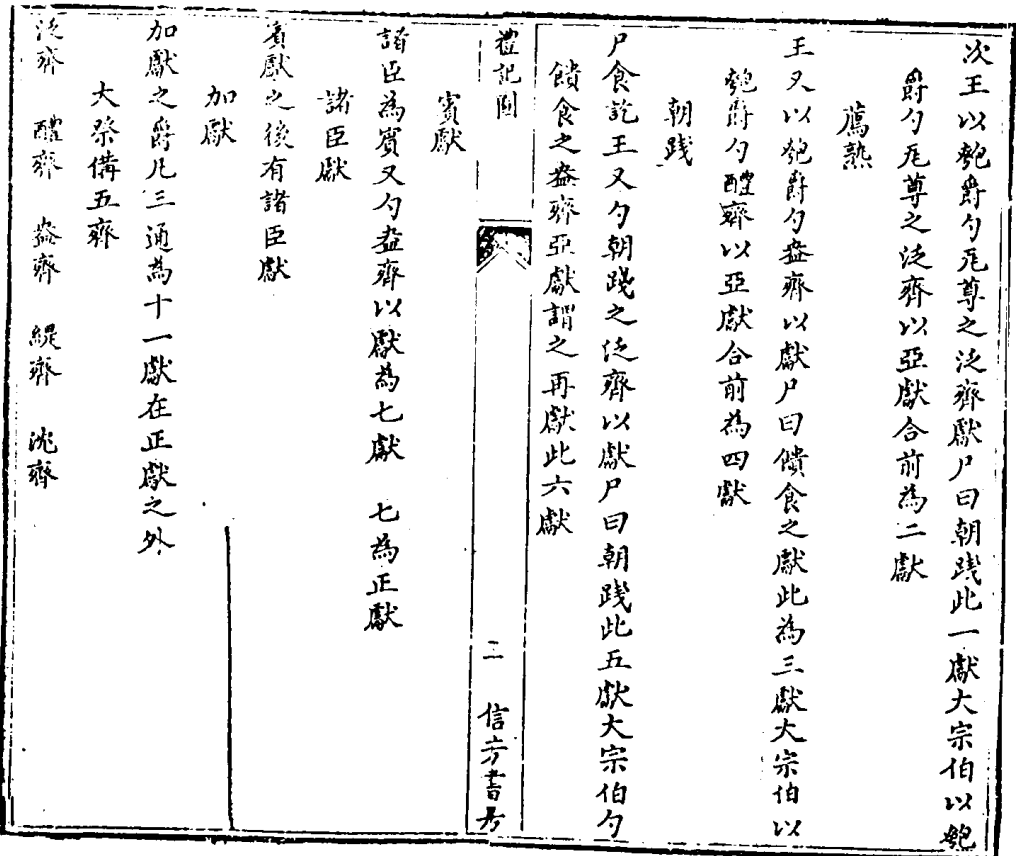 次王以匏爵勺㼚尊之泛齊獻尸曰朝踐此一獻大宗伯以匏
爵勺㼚尊之泛齊以亞獻合前為二獻
薦熟
王又以匏爵勺盎齊以獻尸曰饋食之獻此為三獻大宗伯以
匏爵勺醴齊以亞獻合前為四獻
朝踐
尸食訖王又勺朝踐之泛齊以獻尸曰朝踐此五獻大宗伯勺
饋食之盎齊亞獻謂之再獻此六獻
禮記圖
二
信芳書房
賓獻
諸臣為賓又勺盎齊以獻為七獻　七為正獻
諸臣獻
賓獻之後有諸臣獻
加獻
加獻之爵凡三通為十一獻在正獻之外
大祭備五齊
泛齊　醴齊　盎齊　緹齊　沈齊